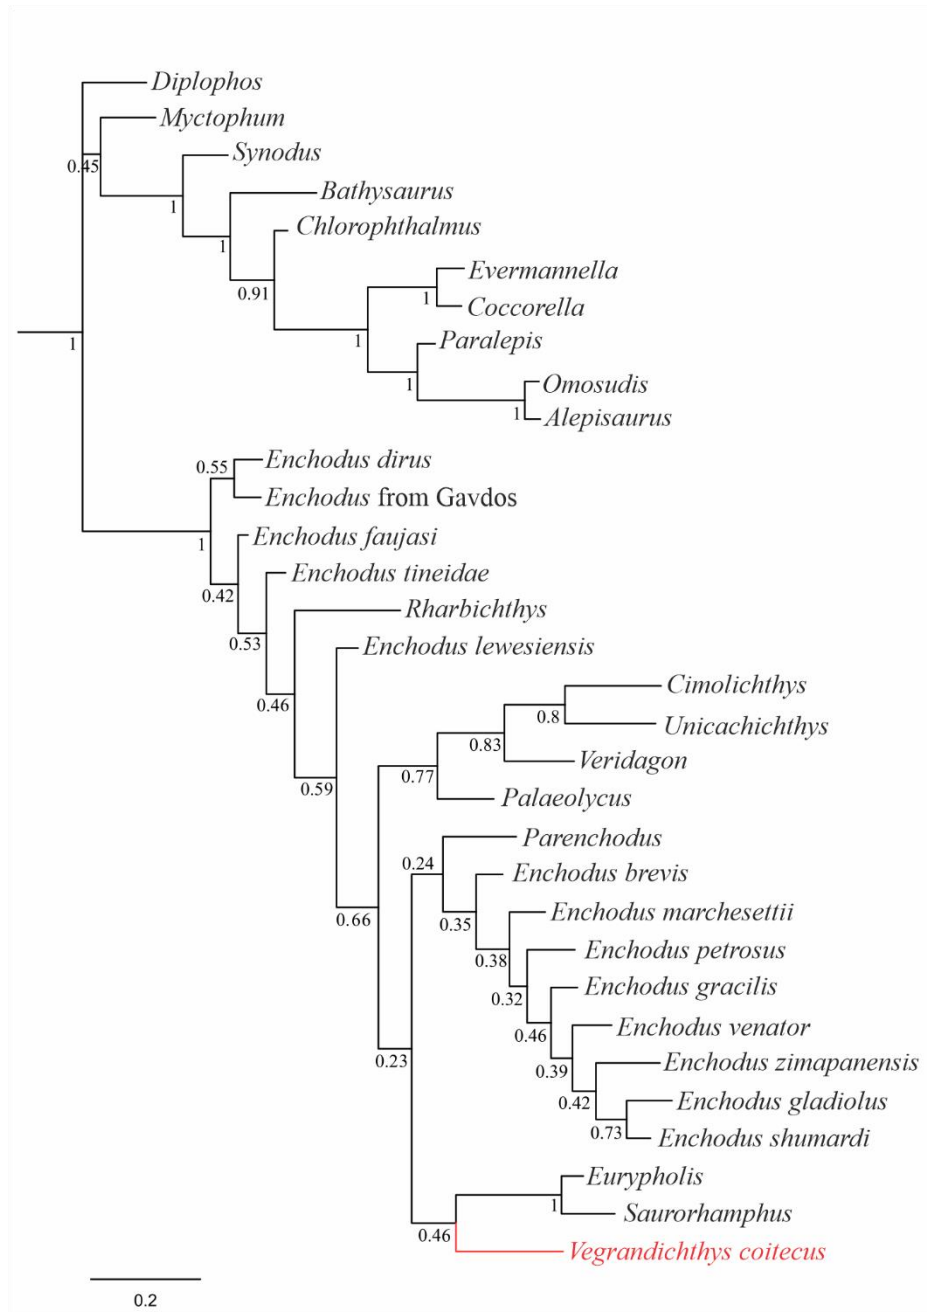 Diplophos
Myctophum
0.45
Synodus
1
Bathysaurus
1
Chlorophthalmus
0.91
Evermannella
1
Coccorella
1
Paralepis
1
Omosudis
1
Alepisaurus
1
0.55
Enchodus dirus
Enchodus from Gavdos
1
Enchodus faujasi
0.42
Enchodus tineidae
0.53
Rharbichthys
0.46
Enchodus lewesiensis
0.59
Cimolichthys
0.8
Unicachichthys
0.83
Veridagon
0.77
Palaeolycus
0.66
Parenchodus
0.24
Enchodus brevis
0.35
Enchodus marchesettii
0.38
Enchodus petrosus
0.32
Enchodus gracilis
0.46
Enchodus venator
0.39
0.23
Enchodus zimapanensis
0.42
Enchodus gladiolus
0.73
Enchodus shumardi
Eurypholis
1
Saurorhamphus
0.46
Vegrandichthys coitecus
0.2